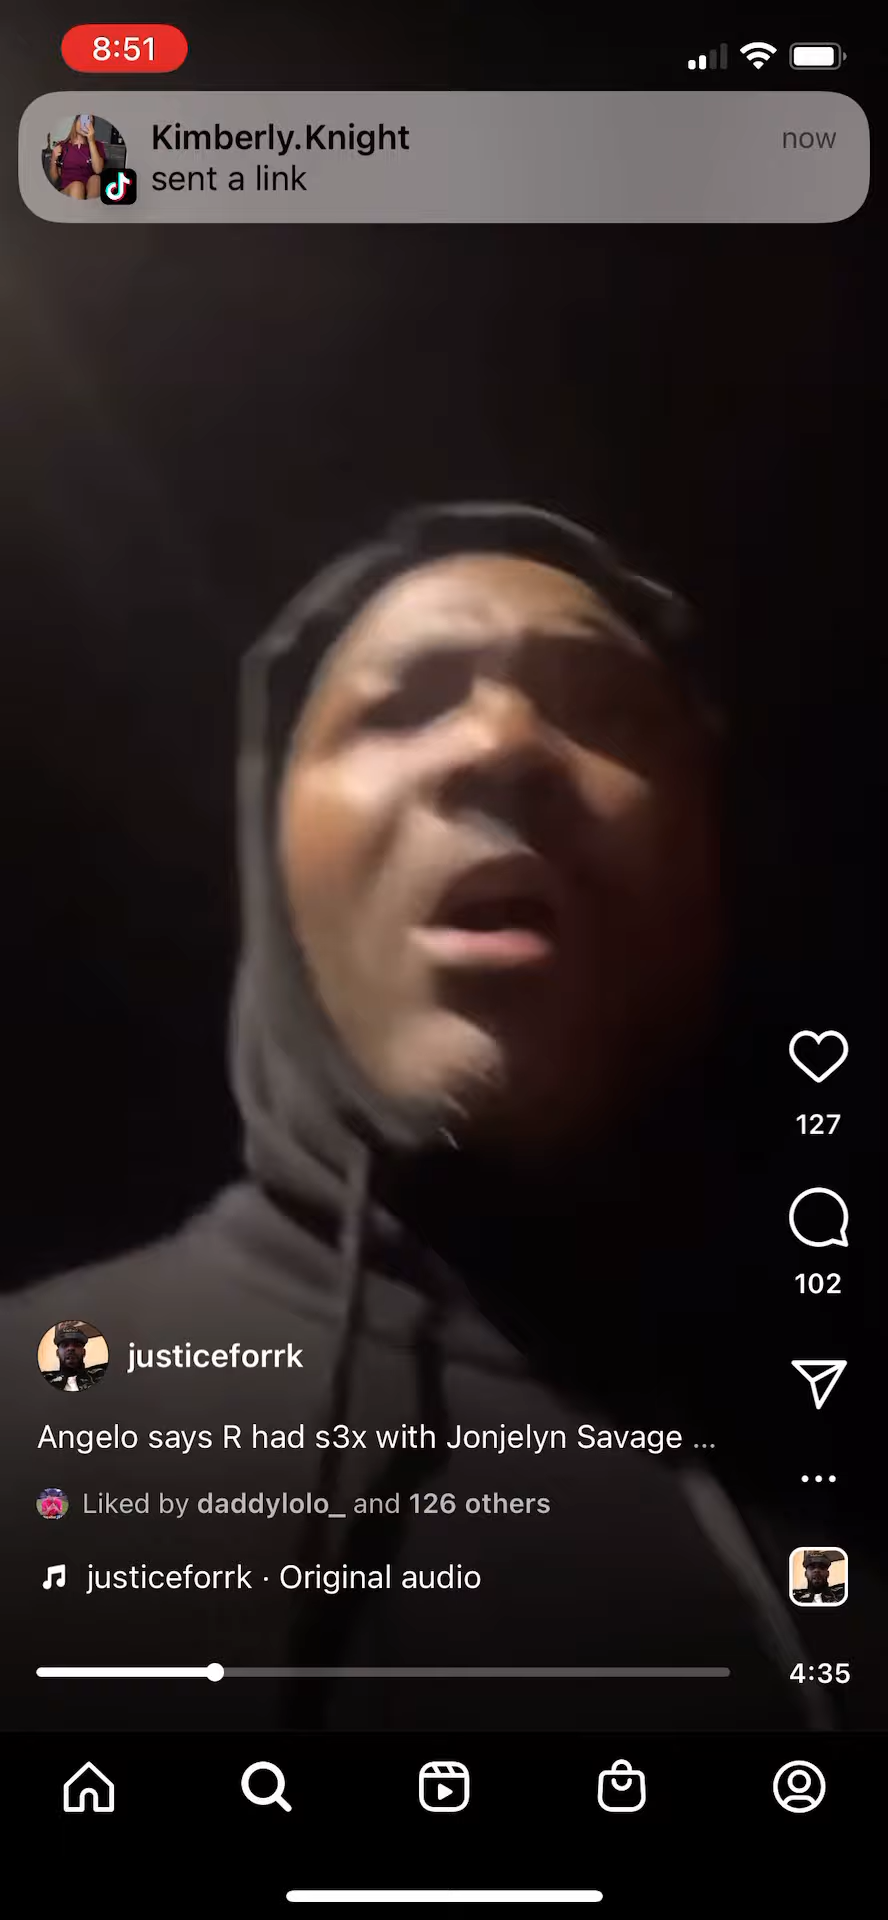 8:51
Kimberly.Knight
now
sent a link
127
102
justiceforrk
Angelo says R had s3x with Jonjelyn Savage ...
Liked by daddylolo_ and 126 others
justiceforrk · Original audio
4:35